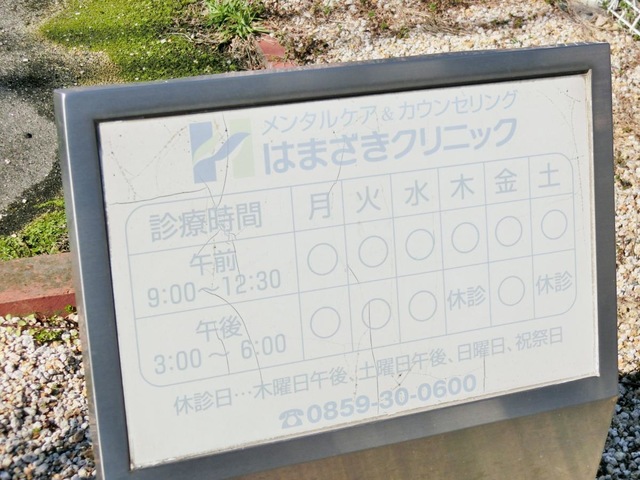 メンタルケア&カウンセリング
はまざきクリニック
診療時間 月 火 水 木 金 土
午前 9:00～12:30 ○ ○ ○ ○ ○ ○
午後 3:00～6:00 ○ ○ ○ 休診 ○ 休診
休診日…木曜日午後、土曜日午後、日曜日、祝祭日
☎0859-30-0600